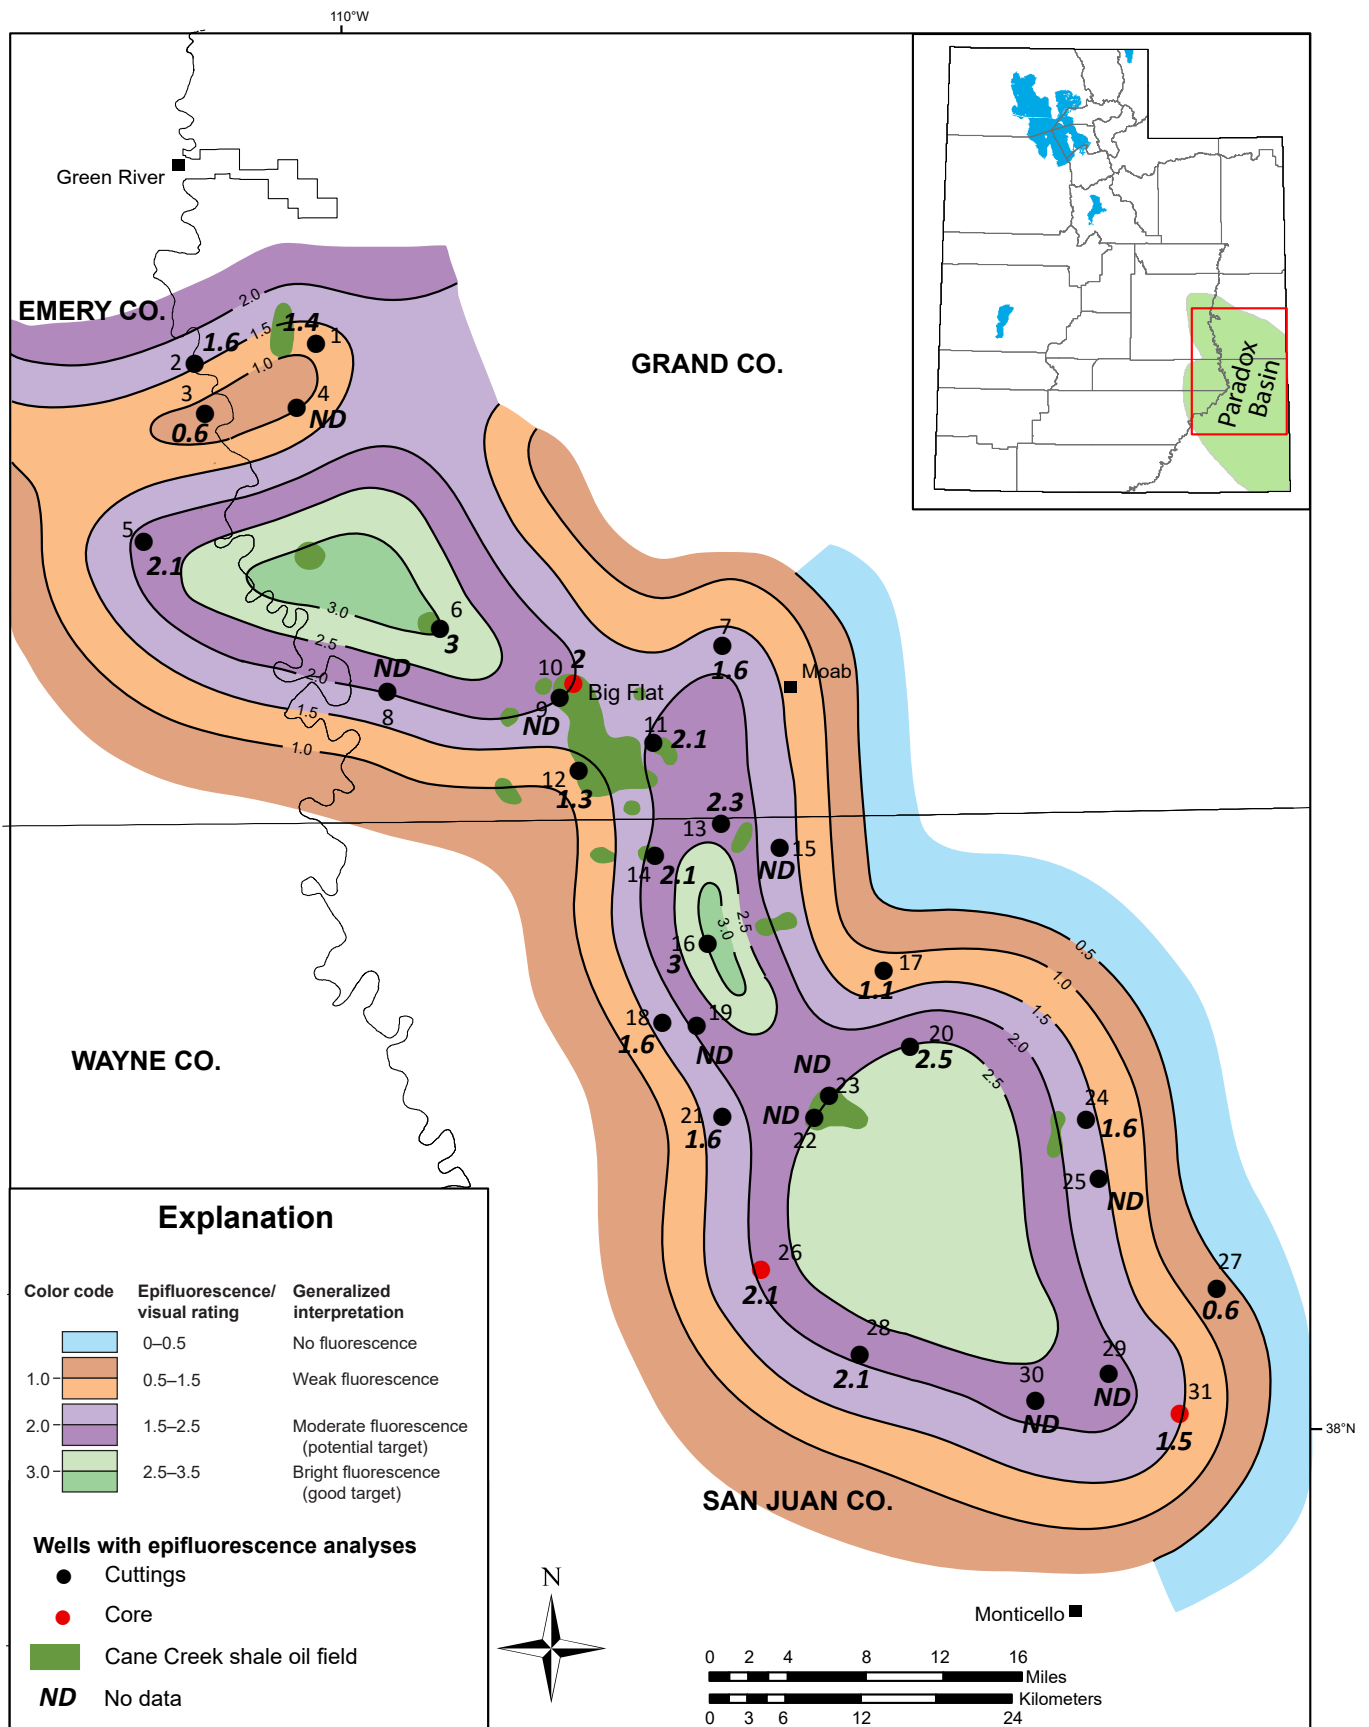 110°W
Green River
EMERY CO.
GRAND CO.
Paradox
Basin
2.0
1.5
1.0
1.6
1.4
1
2
3
4
0.6
ND
5
2.1
3.0
2.5
2.0
1.5
1.0
6
3
ND
8
7
1.6
Moab
10
2
Big Flat
9
ND
11
2.1
12
1.3
2.3
13
15
ND
14
2.1
2.5
3.0
16
3
17
1.1
0.5
1.0
1.5
2.0
2.5
18
1.6
19
ND
20
2.5
WAYNE CO.
ND
23
ND
22
21
1.6
24
1.6
25
ND
26
2.1
27
0.6
28
2.1
29
ND
30
ND
31
1.5
38°N
SAN JUAN CO.
Monticello
Explanation
Color code
Epifluorescence/
visual rating
Generalized
interpretation
0–0.5
No fluorescence
1.0
0.5–1.5
Weak fluorescence
2.0
1.5–2.5
Moderate fluorescence
(potential target)
3.0
2.5–3.5
Bright fluorescence
(good target)
Wells with epifluorescence analyses
Cuttings
Core
Cane Creek shale oil field
ND No data
N
0 2 4 8 12 16
Miles
Kilometers
0 3 6 12 24